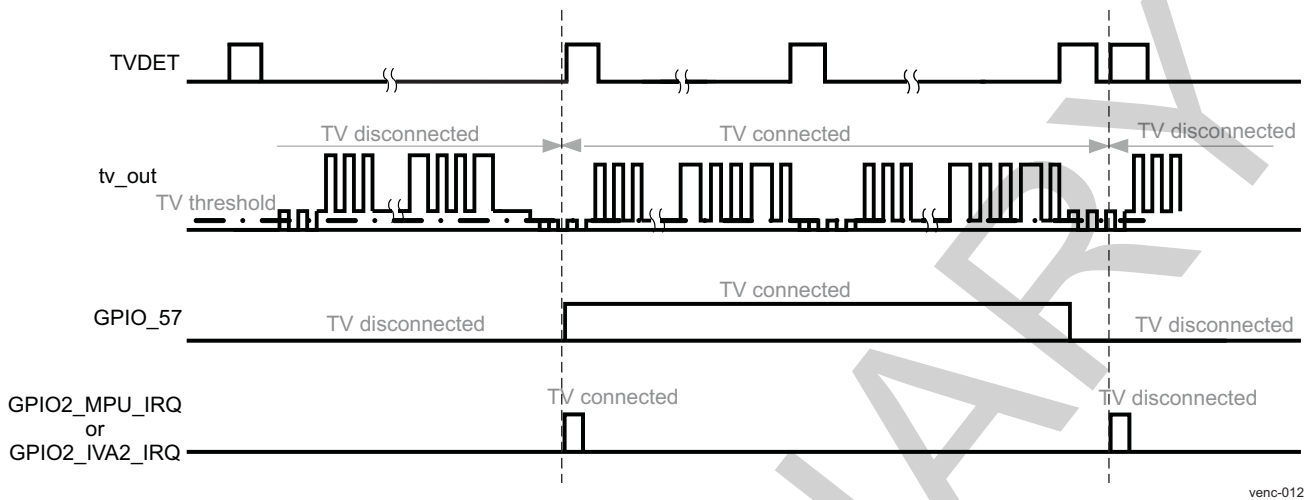 TVDET
TV disconnected
TV connected
TV disconnected
tv_out
TV threshold
TV connected
GPIO_57
TV disconnected
TV disconnected
TV connected
TV disconnected
GPIO2_MPU_IRQ
or
GPIO2_IVA2_IRQ
venc-012